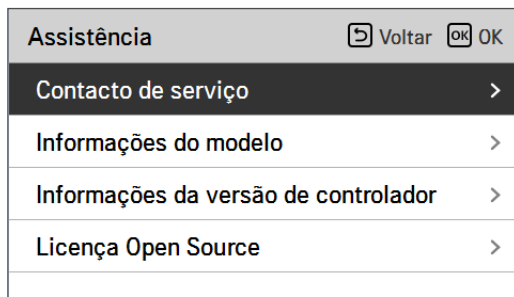 Assistência Voltar OK OK
Contacto de serviço
Informações do modelo
Informações da versão de controlador
Licença Open Source